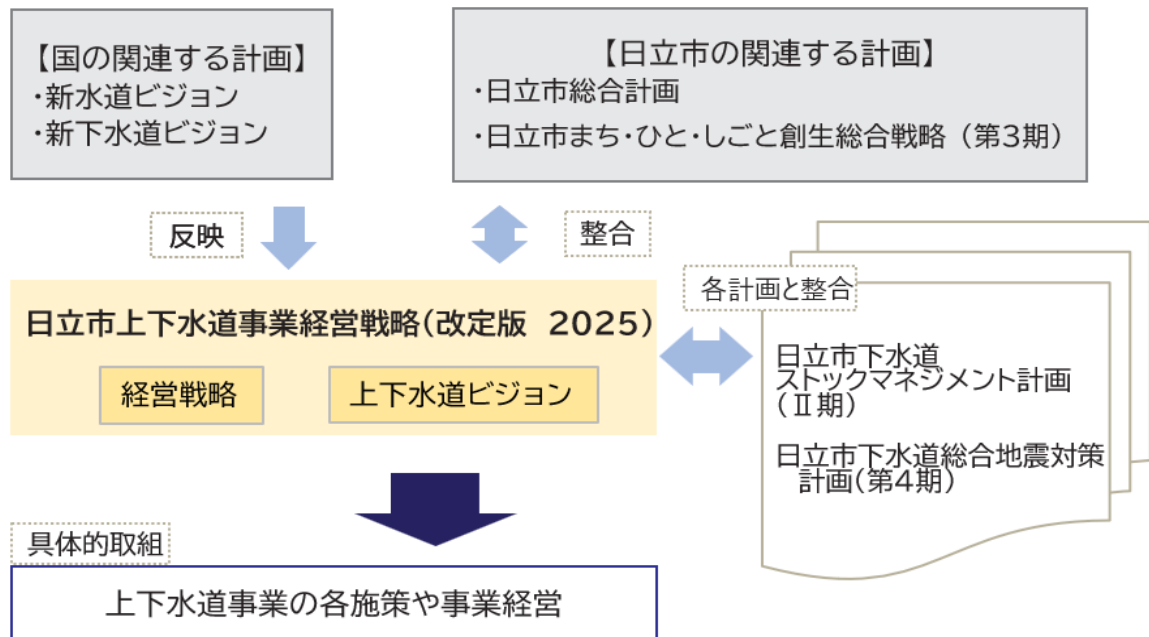 【国の関連する計画】
・新水道ビジョン
・新下水道ビジョン
【日立市の関連する計画】
・日立市総合計画
・日立市まち・ひと・しごと創生総合戦略（第3期）
反映
整合
各計画と整合
日立市上下水道事業経営戦略(改定版 2025)
経営戦略
上下水道ビジョン
日立市下水道
ストックマネジメント計画
(Ⅱ期)
日立市下水道総合地震対策
計画(第4期)
具体的取組
上下水道事業の各施策や事業経営